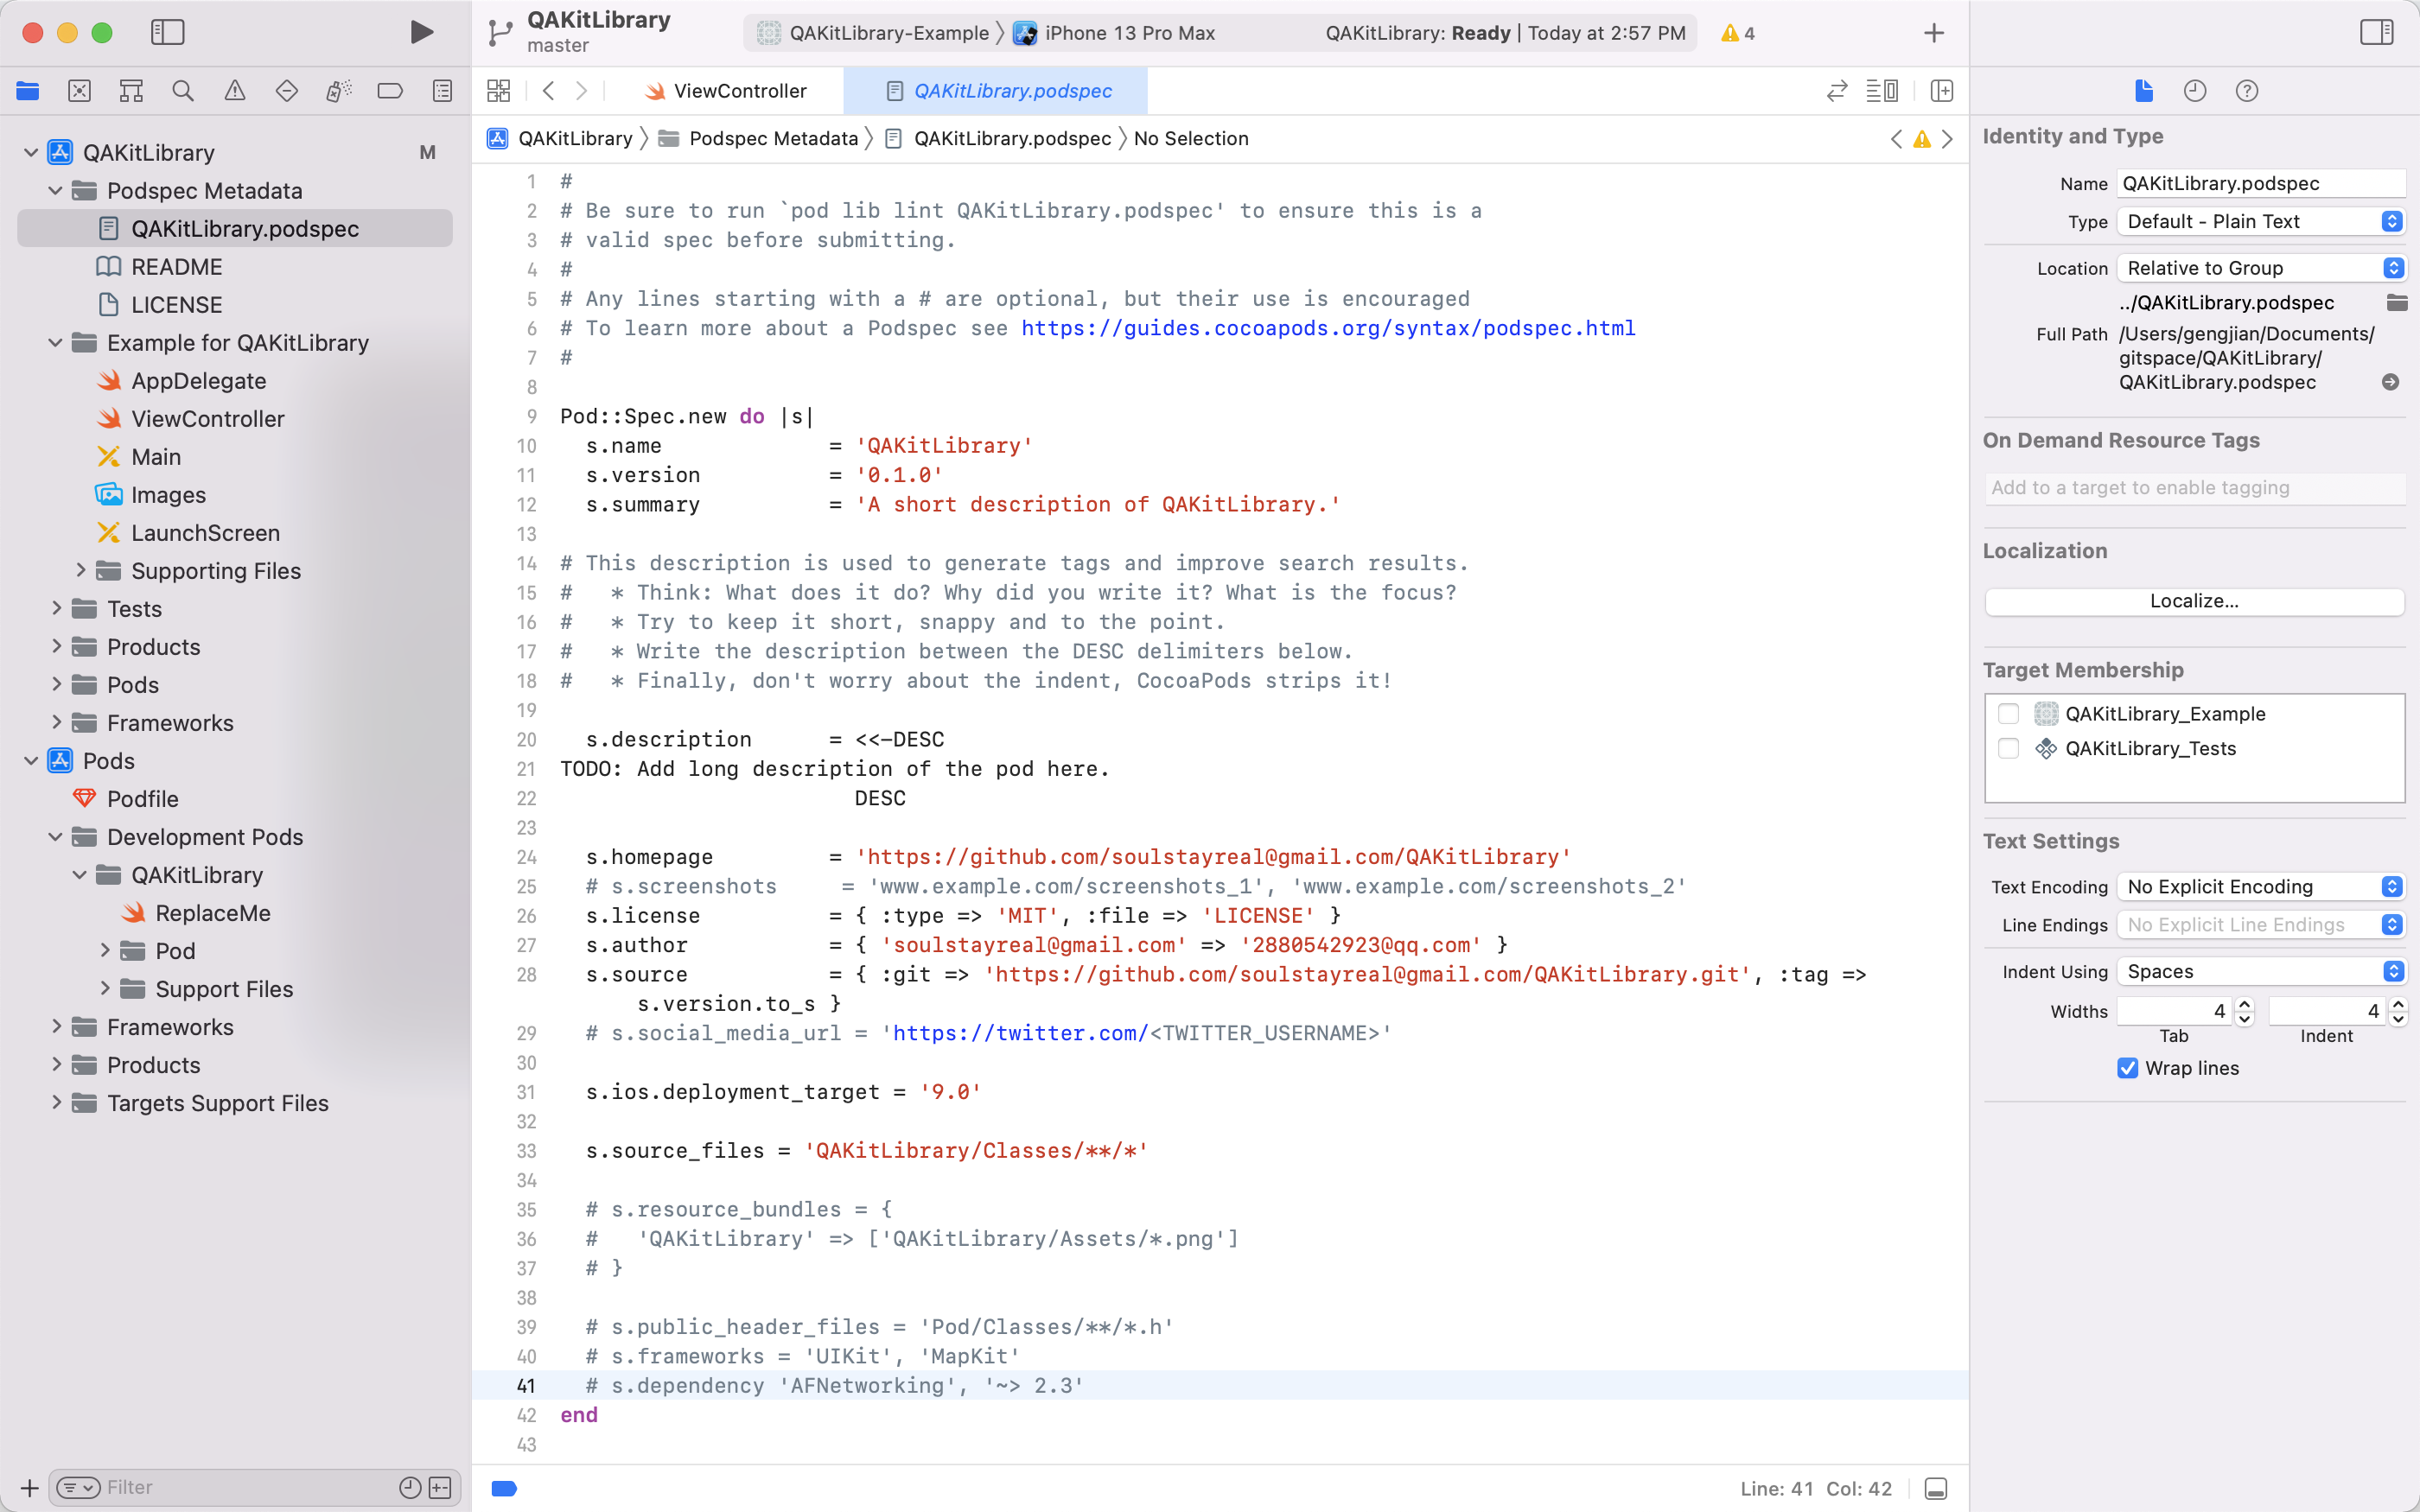 QAKitLibrary
master
QAKitLibrary-Example
iPhone 13 Pro Max
QAKitLibrary: Ready | Today at 2:57 PM
4
ViewController
QAKitLibrary.podspec
QAKitLibrary
Podspec Metadata
QAKitLibrary.podspec
No Selection
QAKitLibrary M
Podspec Metadata
QAKitLibrary.podspec
README
LICENSE
Example for QAKitLibrary
AppDelegate
ViewController
Main
Images
LaunchScreen
Supporting Files
Tests
Products
Pods
Frameworks
Pods
Podfile
Development Pods
QAKitLibrary
ReplaceMe
Pod
Support Files
Frameworks
Products
Targets Support Files
Filter
1 #
2 # Be sure to run `pod lib lint QAKitLibrary.podspec' to ensure this is a
3 # valid spec before submitting.
4 #
5 # Any lines starting with a # are optional, but their use is encouraged
6 # To learn more about a Podspec see https://guides.cocoapods.org/syntax/podspec.html
7 #
8
9 Pod::Spec.new do |s|
10 s.name = 'QAKitLibrary'
11 s.version = '0.1.0'
12 s.summary = 'A short description of QAKitLibrary.'
13
14 # This description is used to generate tags and improve search results.
15 # * Think: What does it do? Why did you write it? What is the focus?
16 # * Try to keep it short, snappy and to the point.
17 # * Write the description between the DESC delimiters below.
18 # * Finally, don't worry about the indent, CocoaPods strips it!
19
20 s.description = <<-DESC
21 TODO: Add long description of the pod here.
22 DESC
23
24 s.homepage = 'https://github.com/soulstayreal@gmail.com/QAKitLibrary'
25 # s.screenshots = 'www.example.com/screenshots_1', 'www.example.com/screenshots_2'
26 s.license = { :type => 'MIT', :file => 'LICENSE' }
27 s.author = { 'soulstayreal@gmail.com' => '2880542923@qq.com' }
28 s.source = { :git => 'https://github.com/soulstayreal@gmail.com/QAKitLibrary.git', :tag =>
s.version.to_s }
29 # s.social_media_url = 'https://twitter.com/<TWITTER_USERNAME>'
30
31 s.ios.deployment_target = '9.0'
32
33 s.source_files = 'QAKitLibrary/Classes/**/*'
34
35 # s.resource_bundles = {
36 # 'QAKitLibrary' => ['QAKitLibrary/Assets/*.png']
37 # }
38
39 # s.public_header_files = 'Pod/Classes/**/*.h'
40 # s.frameworks = 'UIKit', 'MapKit'
41 # s.dependency 'AFNetworking', '~> 2.3'
42 end
43
Line: 41 Col: 42
Identity and Type
Name QAKitLibrary.podspec
Type Default - Plain Text
Location Relative to Group
../QAKitLibrary.podspec
Full Path /Users/gengjian/Documents/
gitspace/QAKitLibrary/
QAKitLibrary.podspec
On Demand Resource Tags
Add to a target to enable tagging
Localization
Localize...
Target Membership
QAKitLibrary_Example
QAKitLibrary_Tests
Text Settings
Text Encoding No Explicit Encoding
Line Endings No Explicit Line Endings
Indent Using Spaces
Widths 4 4
Tab Indent
Wrap lines